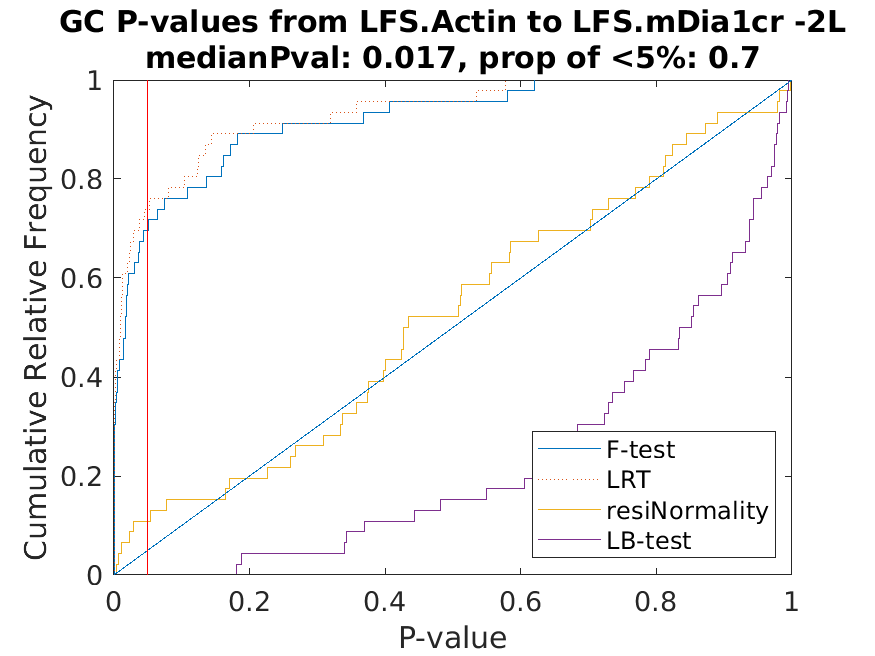 GC P-values from LFS.Actin to LFS.mDia1cr -2L
medianPval: 0.017, prop of <5%: 0.7
Cumulative Relative Frequency
1
0.8
0.6
0.4
0.2
0
F-test
LRT
resiNormality
LB-test
0 0.2 0.4 0.6 0.8 1
P-value